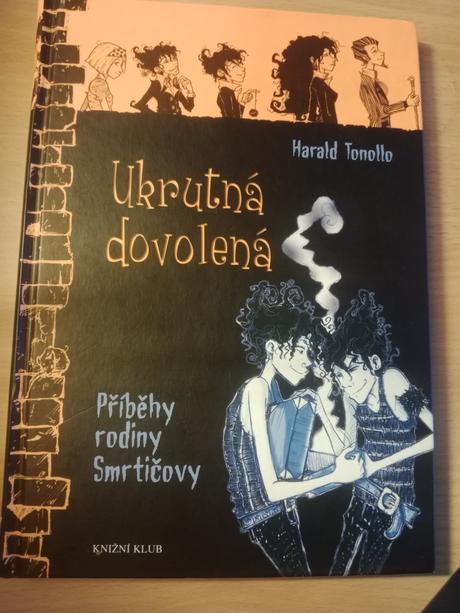 Harald Tonollo
Ukrutná
dovolená
Příběhy
rodiny
Smrtičovy
KNIŽNÍ KLUB